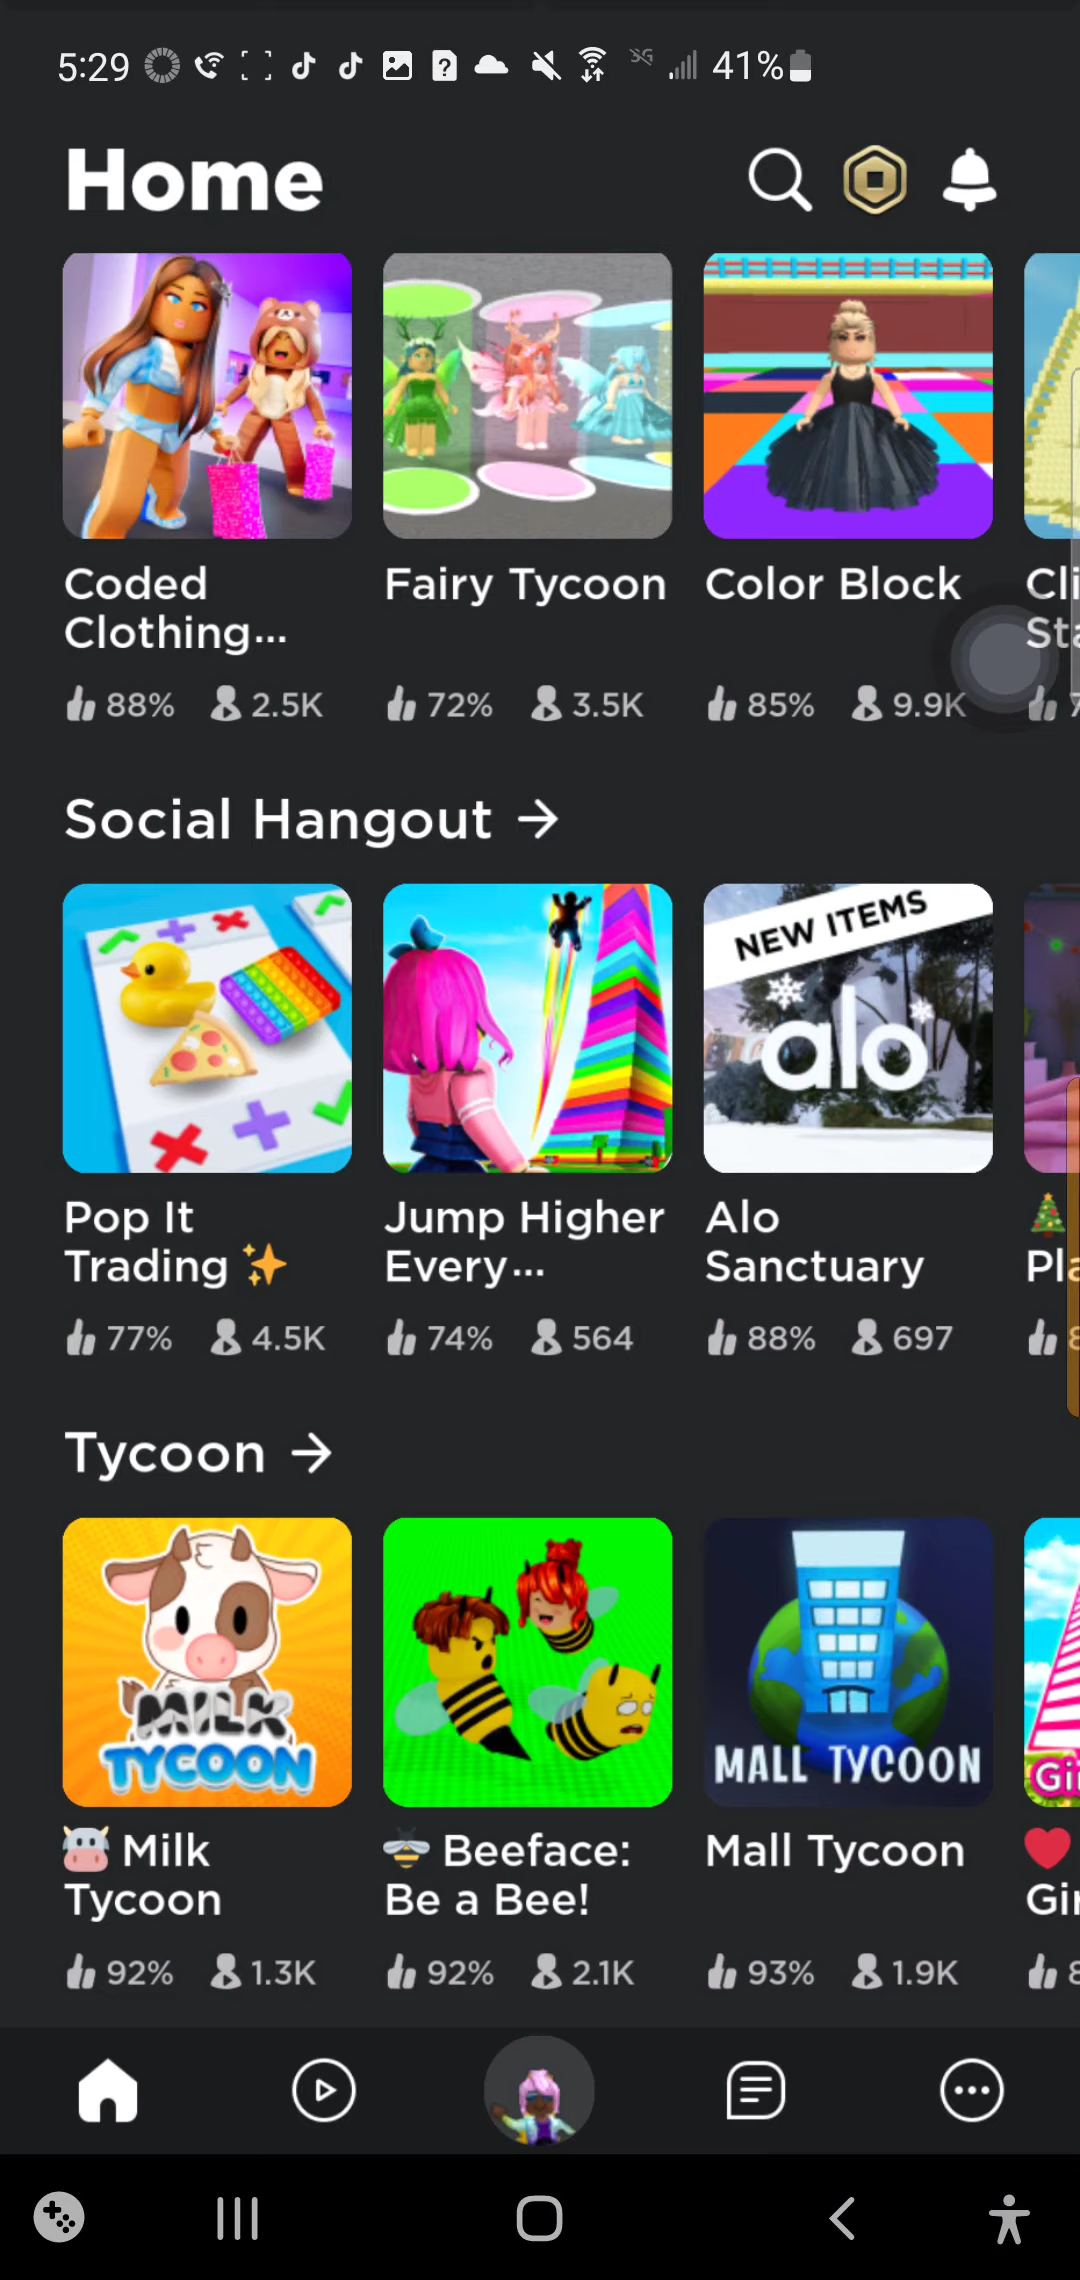 5:29 5G 41%
Home
Coded Clothing...
Fairy Tycoon
Color Block
88% 2.5K
72% 3.5K
85% 9.9K
Social Hangout →
NEW ITEMS
alo
Pop It Trading ✨
Jump Higher Every...
Alo Sanctuary
🎄
77% 4.5K
74% 564
88% 697
Tycoon →
MILK TYCOON
MALL TYCOON
🐮 Milk Tycoon
🐝 Beeface: Be a Bee!
Mall Tycoon
❤
92% 1.3K
92% 2.1K
93% 1.9K